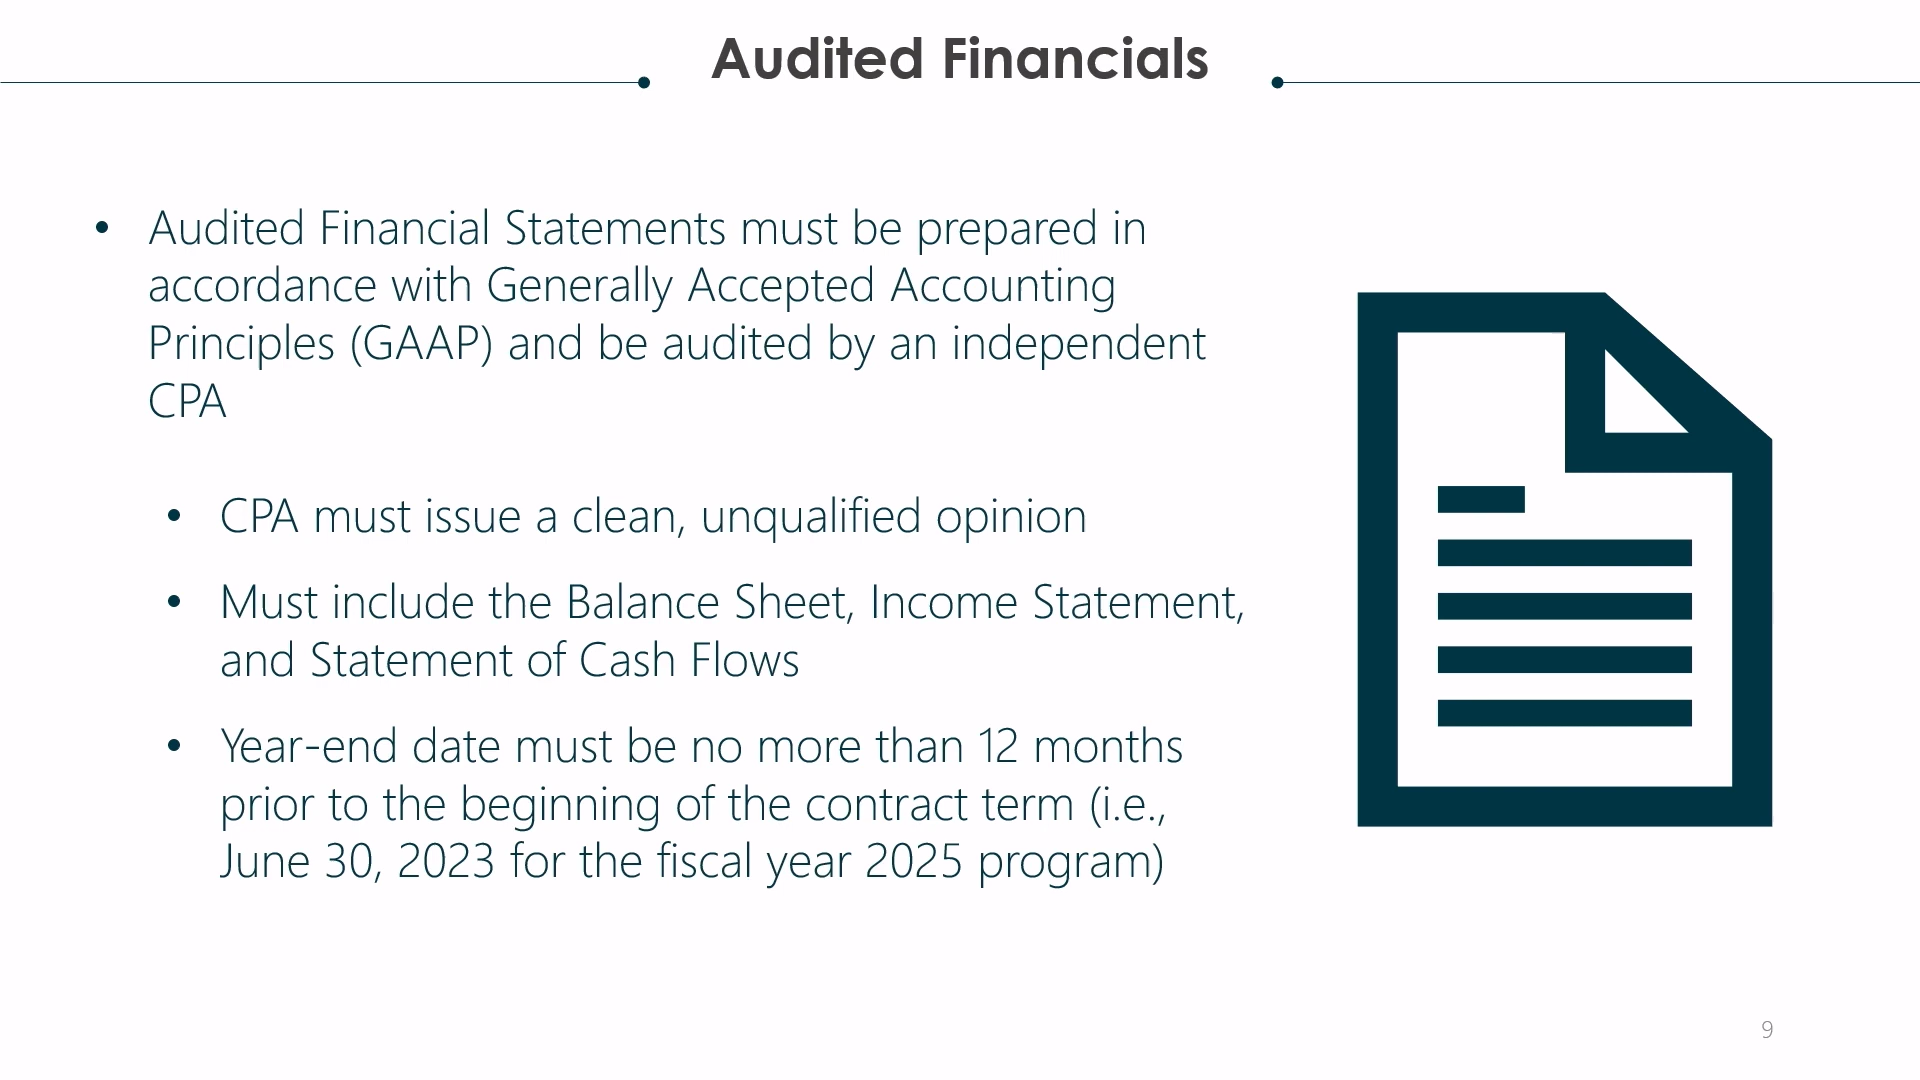 Audited Financials
• Audited Financial Statements must be prepared in
accordance with Generally Accepted Accounting
Principles (GAAP) and be audited by an independent
CPA
• CPA must issue a clean, unqualified opinion
• Must include the Balance Sheet, Income Statement,
and Statement of Cash Flows
• Year-end date must be no more than 12 months
prior to the beginning of the contract term (i.e.,
June 30, 2023 for the fiscal year 2025 program)
9